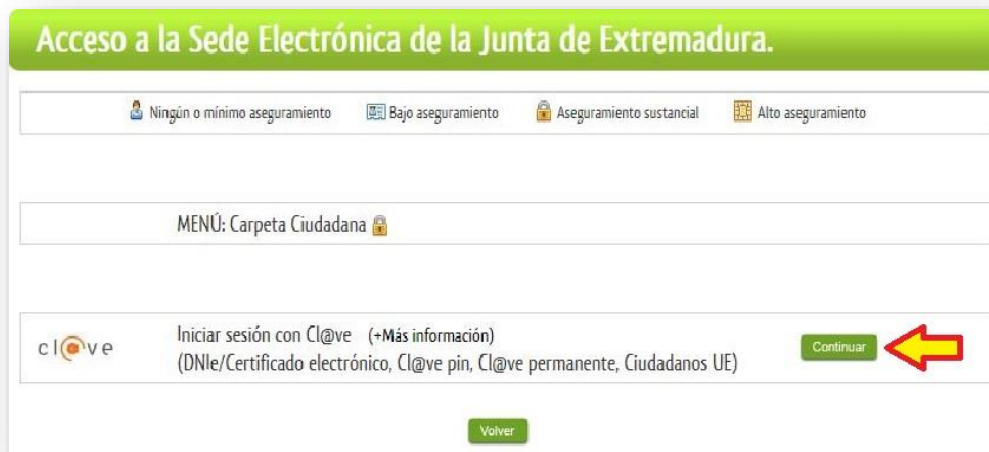 Acceso a la Sede Electrónica de la Junta de Extremadura.
Ningún o mínimo aseguramiento Bajo aseguramiento Aseguramiento sustancial Alto aseguramiento
MENÚ: Carpeta Ciudadana
cl@ve
Iniciar sesión con Cl@ve (+Más información)
(DNIe/Certificado electrónico, Cl@ve pin, Cl@ve permanente, Ciudadanos UE)
Continuar
Volver